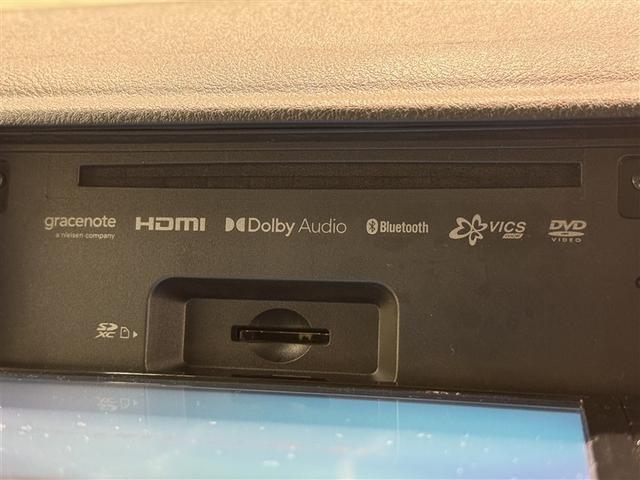 gracenote
a nielsen company
HDMI
Dolby Audio
Bluetooth
VICS
DVD
VIDEO
SD
XC